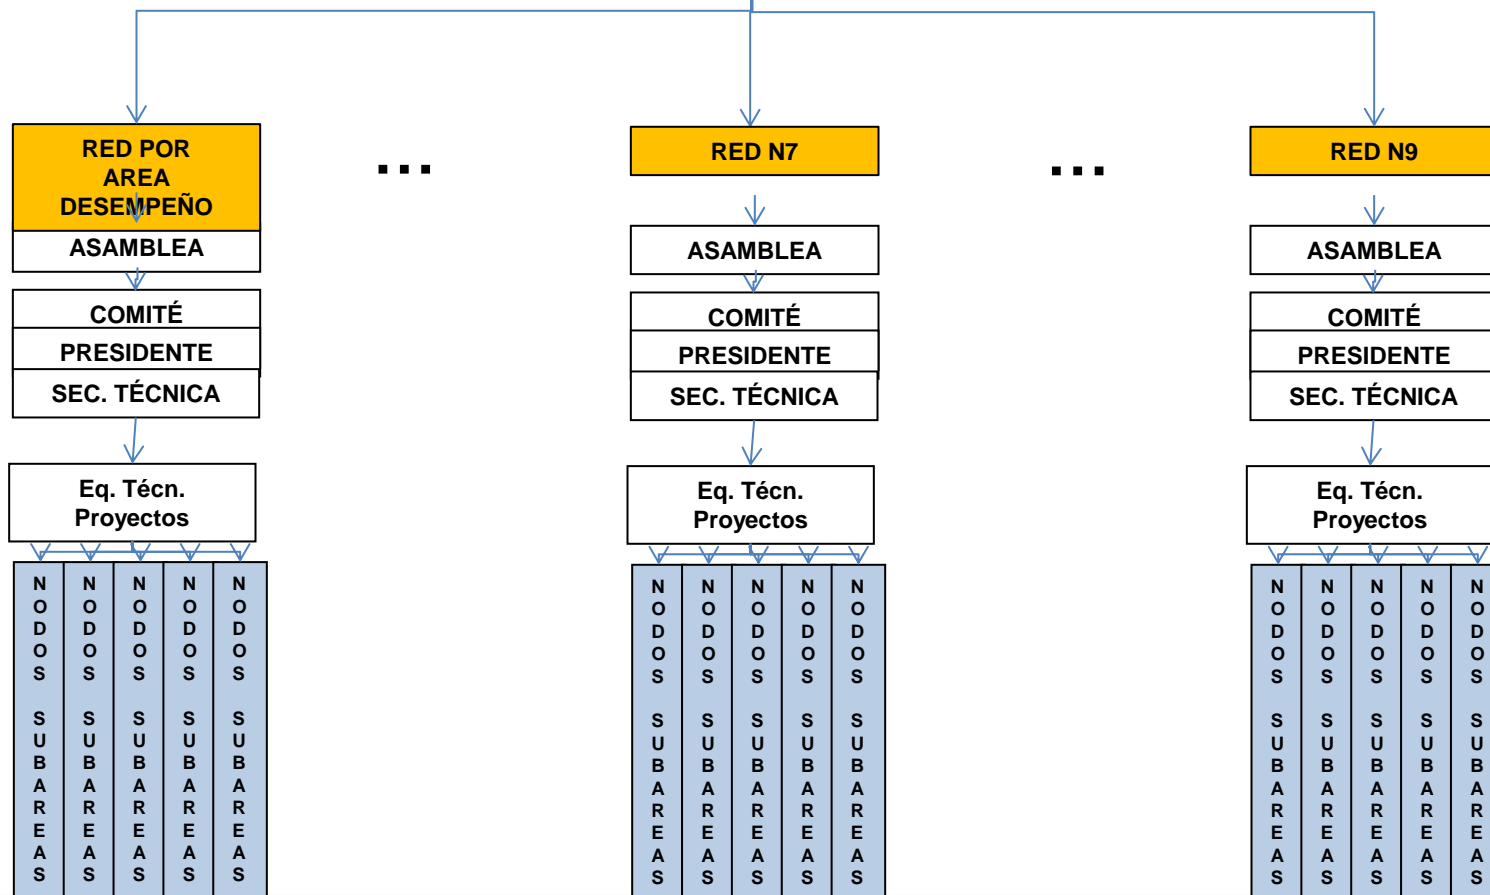 RED POR
AREA
DESEMPEÑO
ASAMBLEA
COMITÉ
PRESIDENTE
SEC. TÉCNICA
Eq. Técn.
Proyectos
NODOS SUBAREAS
NODOS SUBAREAS
NODOS SUBAREAS
NODOS SUBAREAS
NODOS SUBAREAS
...
RED N7
ASAMBLEA
COMITÉ
PRESIDENTE
SEC. TÉCNICA
Eq. Técn.
Proyectos
NODOS SUBAREAS
NODOS SUBAREAS
NODOS SUBAREAS
NODOS SUBAREAS
NODOS SUBAREAS
...
RED N9
ASAMBLEA
COMITÉ
PRESIDENTE
SEC. TÉCNICA
Eq. Técn.
Proyectos
NODOS SUBAREAS
NODOS SUBAREAS
NODOS SUBAREAS
NODOS SUBAREAS
NODOS SUBAREAS